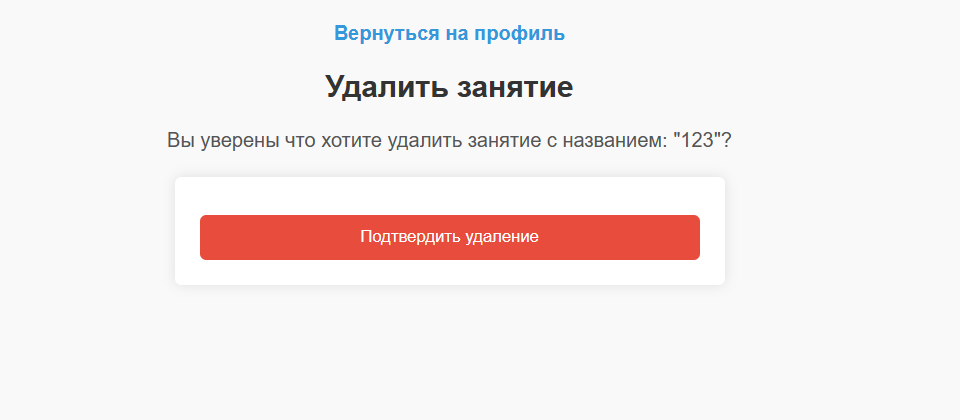 Вернуться на профиль
Удалить занятие
Вы уверены что хотите удалить занятие с названием: "123"?
Подтвердить удаление